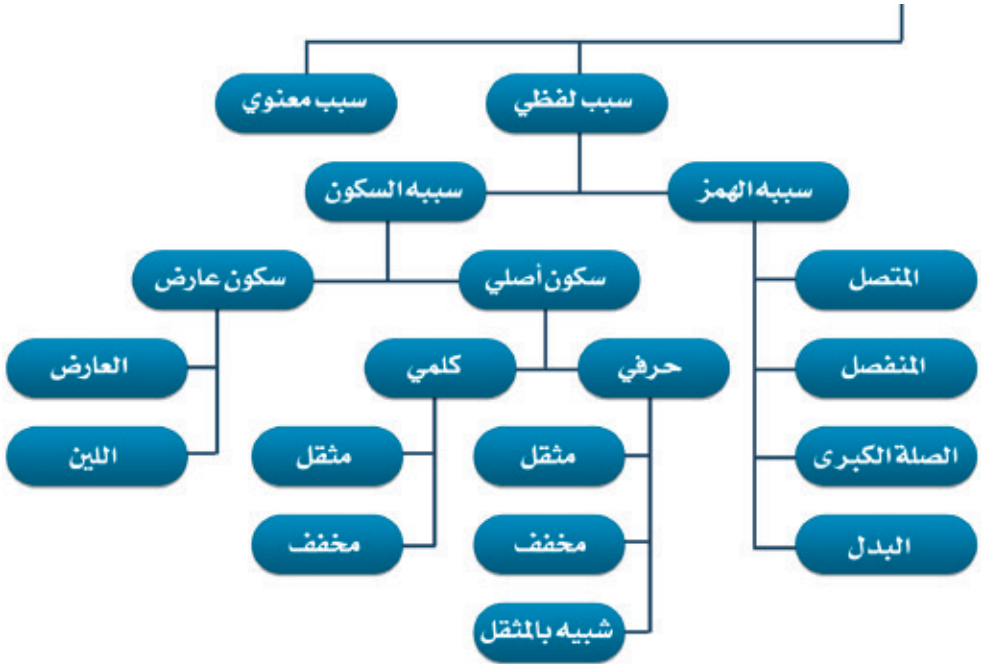 سبب لفظي
سبب معنوي
سببه الهمز
سببه السكون
المتصل
المنفصل
الصلة الكبرى
البدل
سكون أصلي
سكون عارض
حرفي
كلمي
مثقل
مخفف
شبيه بالمثقل
مثقل
مخفف
العارض
اللين